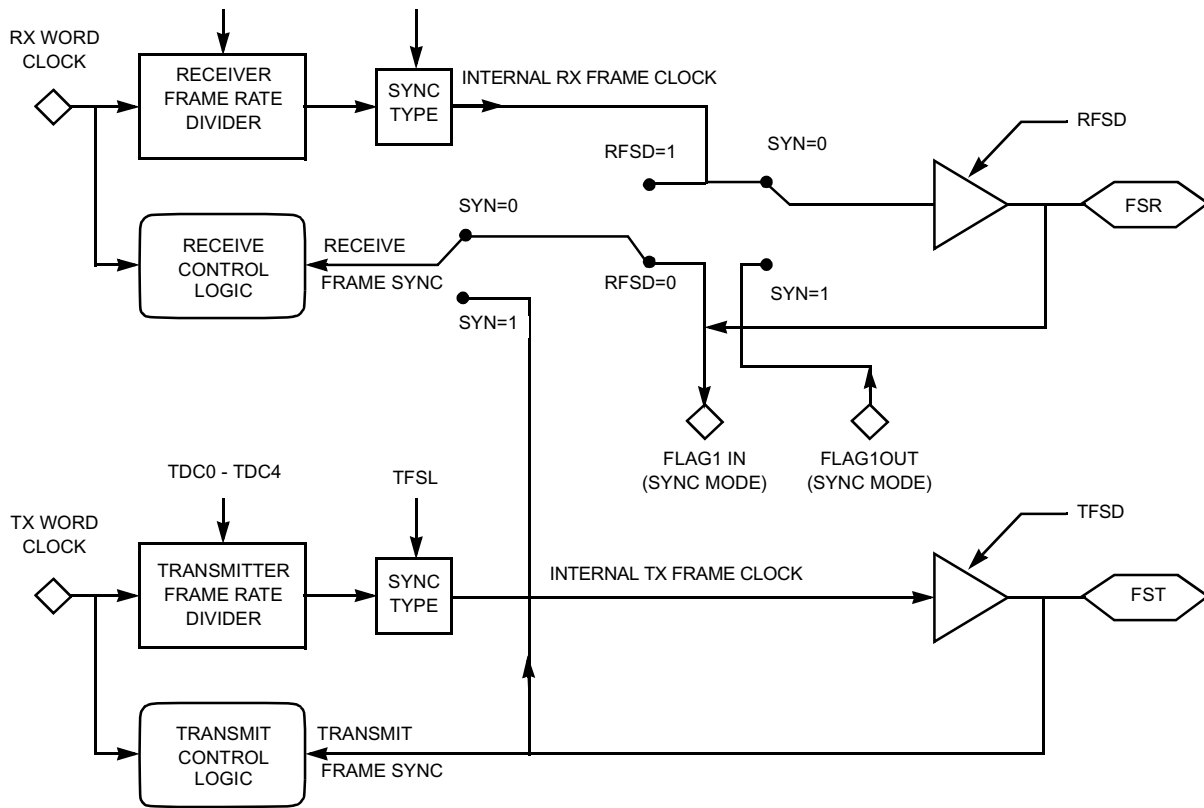 RX WORD
CLOCK
RECEIVER
FRAME RATE
DIVIDER
SYNC
TYPE
INTERNAL RX FRAME CLOCK
RFSD=1
SYN=0
RFSD
FSR
RECEIVE
CONTROL
LOGIC
RECEIVE
FRAME SYNC
SYN=0
SYN=1
RFSD=0
SYN=1
FLAG1 IN
(SYNC MODE)
FLAG1OUT
(SYNC MODE)
TDC0 - TDC4
TFSL
TX WORD
CLOCK
TRANSMITTER
FRAME RATE
DIVIDER
SYNC
TYPE
INTERNAL TX FRAME CLOCK
TFSD
FST
TRANSMIT
CONTROL
LOGIC
TRANSMIT
FRAME SYNC